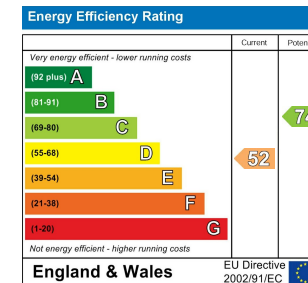 Energy Efficiency Rating
Current Poten
Very energy efficient - lower running costs
(92 plus) A
(81-91) B
(69-80) C
(55-68) D
(39-54) E
(21-38) F
(1-20) G
52
Not energy efficient - higher running costs
England & Wales
EU Directive
2002/91/EC